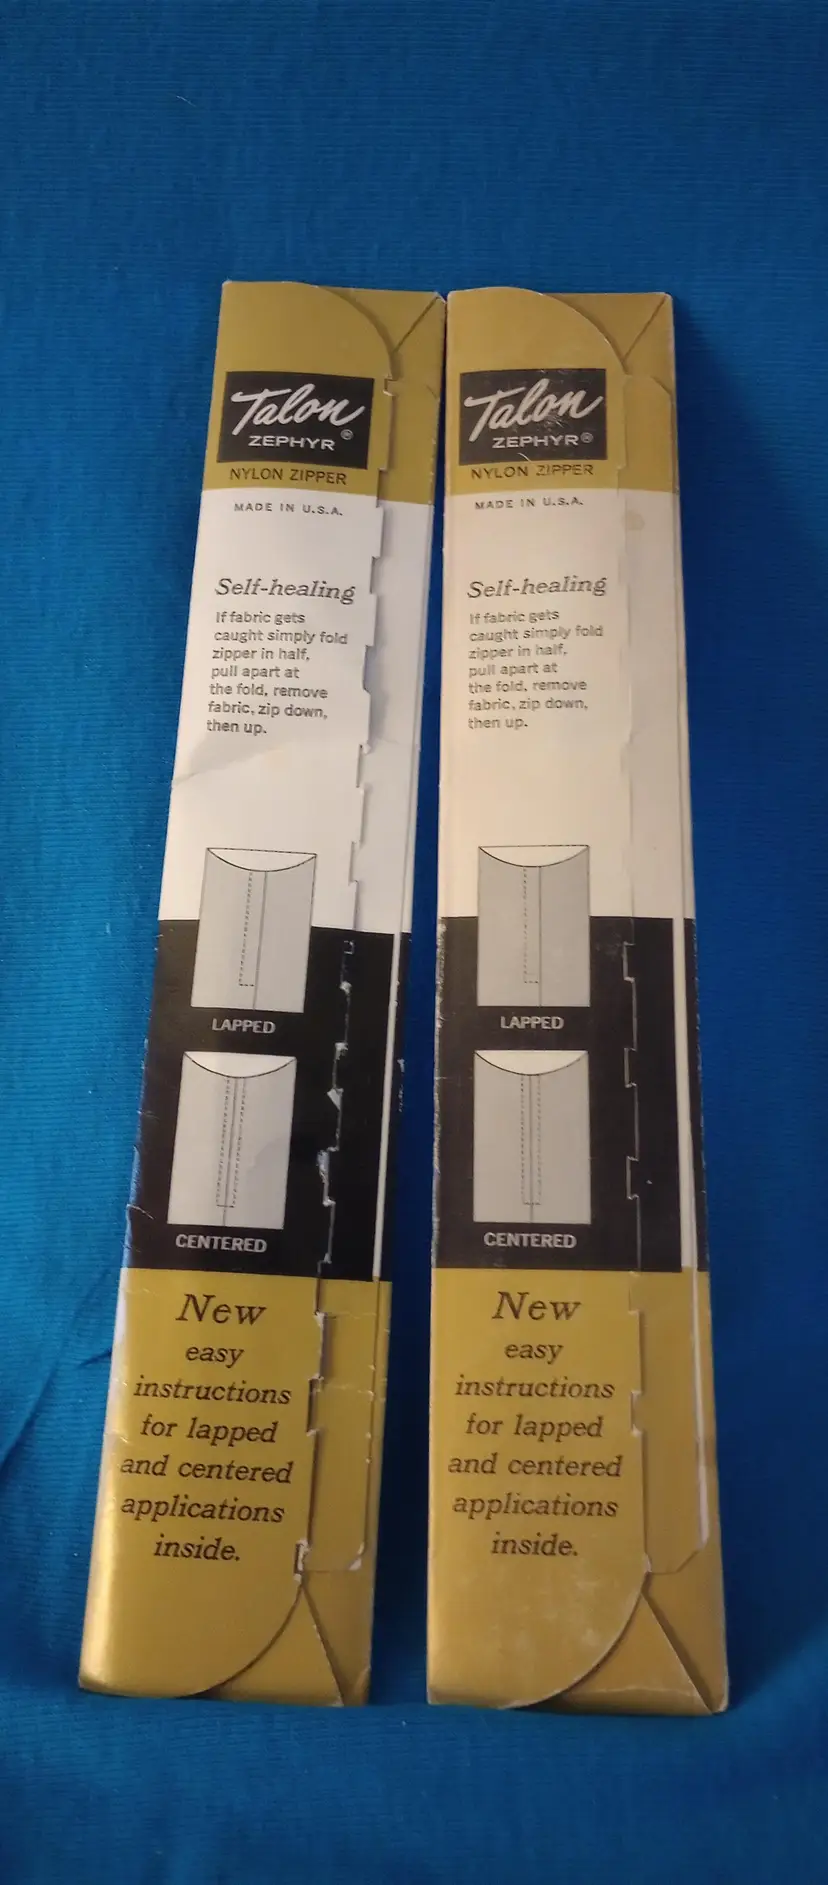 Talon
ZEPHYR®
NYLON ZIPPER
MADE IN U.S.A.
Self-healing
If fabric gets
caught simply fold
zipper in half,
pull apart at
the fold, remove
fabric, zip down,
then up.
LAPPED
CENTERED
New
easy
instructions
for lapped
and centered
applications
inside.
Talon
ZEPHYR®
NYLON ZIPPER
MADE IN U.S.A.
Self-healing
If fabric gets
caught simply fold
zipper in half,
pull apart at
the fold, remove
fabric, zip down,
then up.
LAPPED
CENTERED
New
easy
instructions
for lapped
and centered
applications
inside.